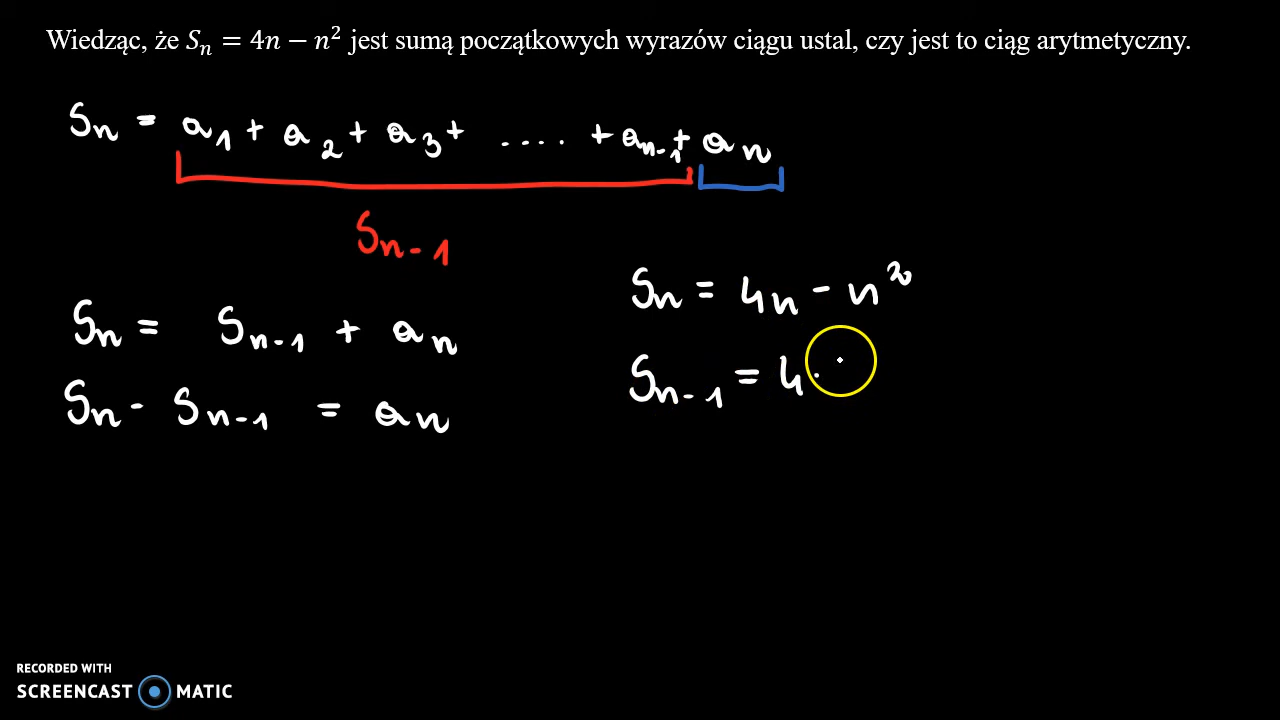 Wiedząc, że Sₙ = 4n − n² jest sumą początkowych wyrazów ciągu ustal, czy jest to ciąg arytmetyczny.
Sₙ = a₁ + a₂ + a₃ + .... + aₙ₋₁ + aₙ
Sₙ₋₁
Sₙ = Sₙ₋₁ + aₙ
Sₙ - Sₙ₋₁ = aₙ
Sₙ = 4n - n²
Sₙ₋₁ = 4 ·
RECORDED WITH
SCREENCAST MATIC